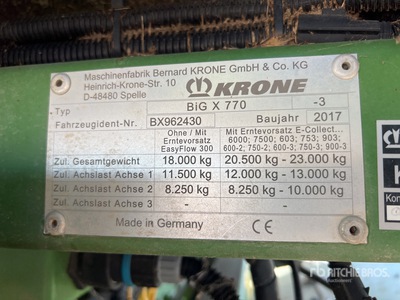 Maschinenfabrik Bernard KRONE GmbH & Co. KG
Heinrich-Krone-Str. 10
D-48480 Spelle
KRONE
Typ BiG X 770 -3
Fahrzeugident-Nr. BX962430 Baujahr 2017
Ohne / Mit Erntevorsatz EasyFlow 300
Mit Erntevorsatz E-Collect...
6000; 7500; 603; 753; 903;
600-2; 750-2; 600-3; 750-3; 900-3
Zul. Gesamtgewicht 18.000 kg 20.500 kg - 23.000 kg
Zul. Achslast Achse 1 11.500 kg 12.000 kg - 13.000 kg
Zul. Achslast Achse 2 8.250 kg 8.250 kg - 10.000 kg
Zul. Achslast Achse 3 - -
Made in Germany CE
RITCHIE BROS.